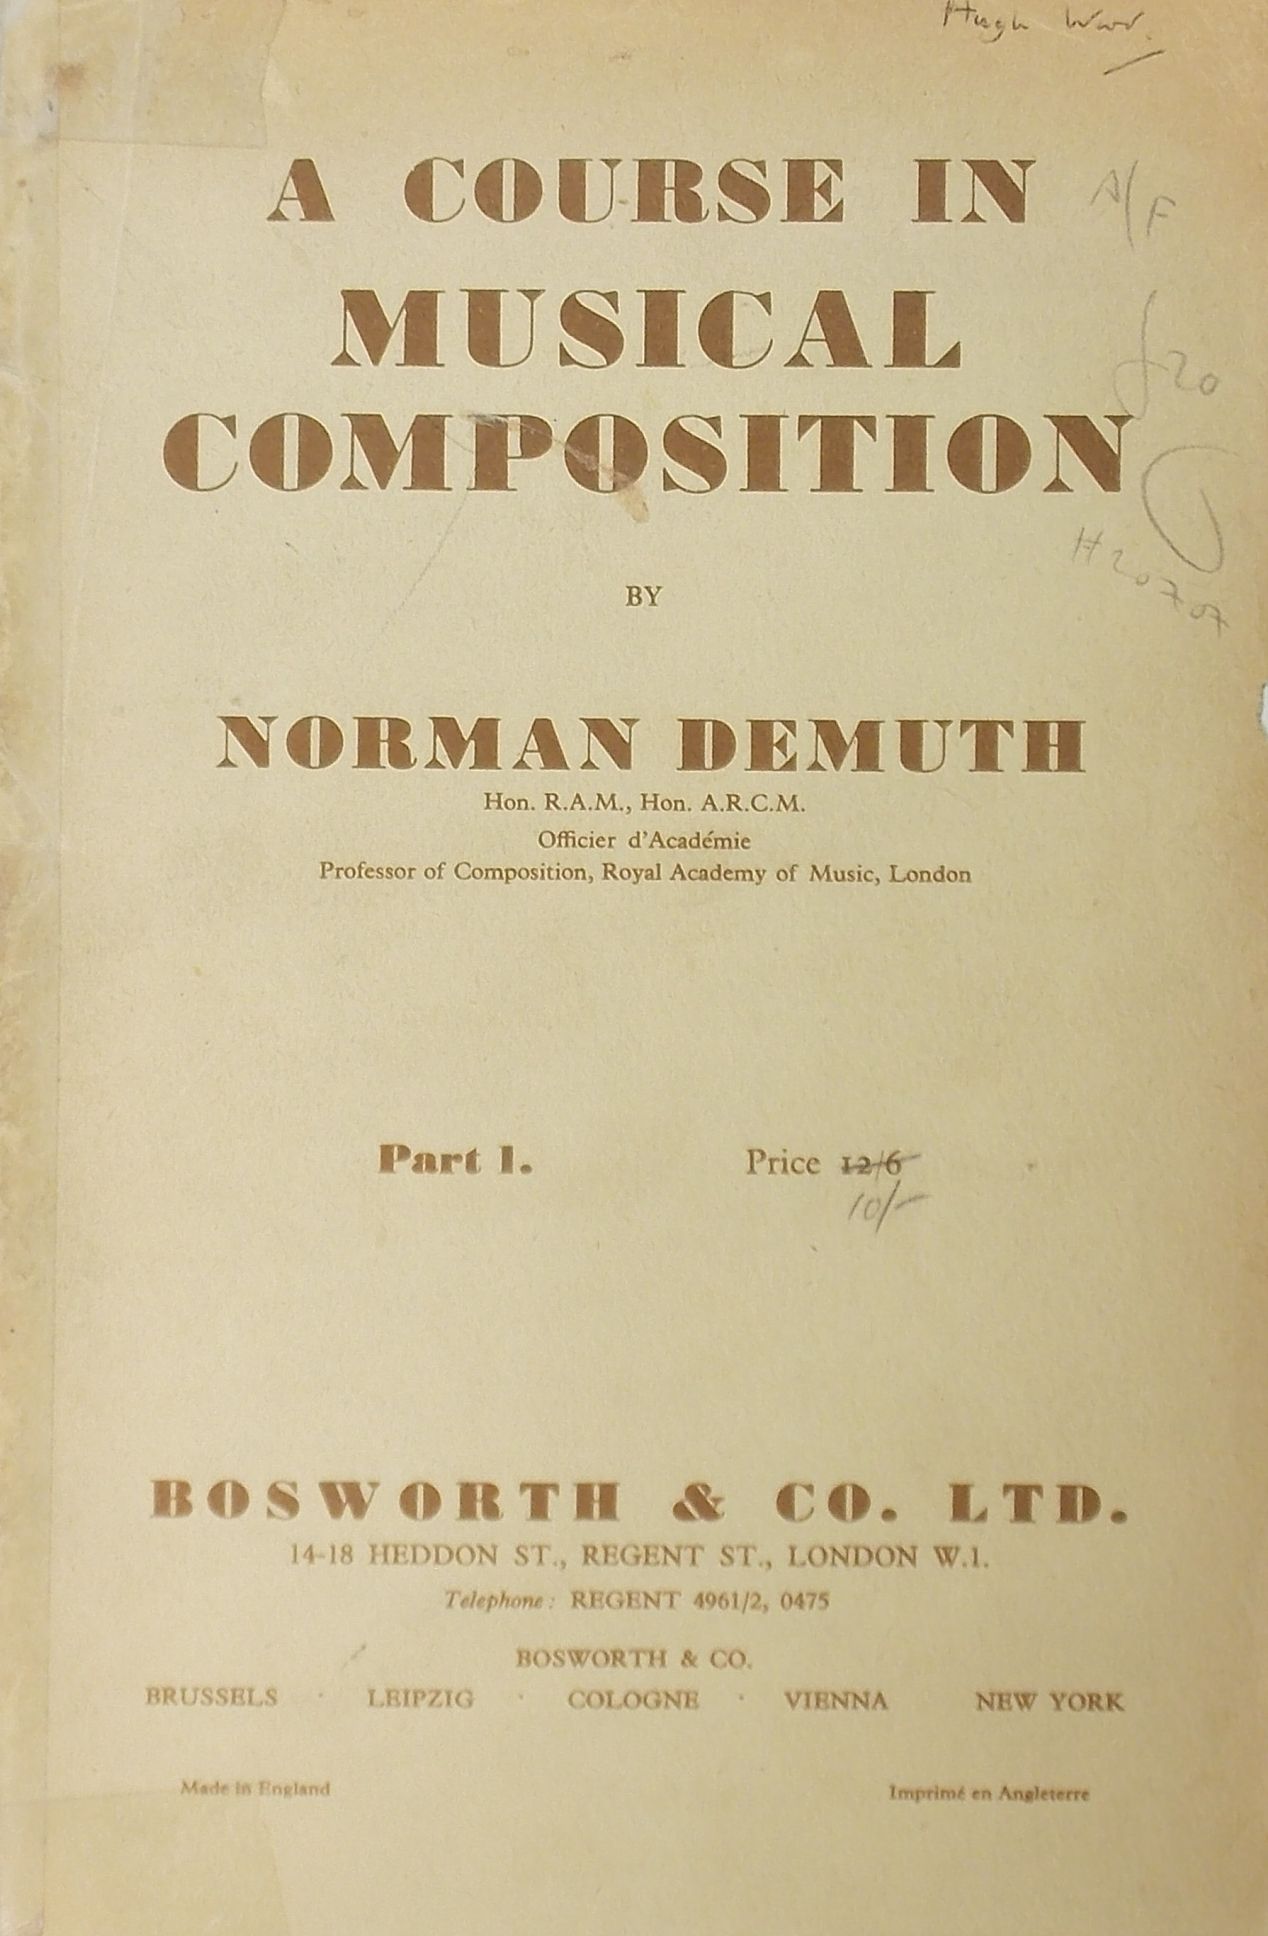 Hugh
A COURSE IN
A/F
MUSICAL
£20
COMPOSITION
H20707
BY
NORMAN DEMUTH
Hon. R.A.M., Hon. A.R.C.M.
Officier d'Académie
Professor of Composition, Royal Academy of Music, London
Part 1. Price 12/6
10/-
BOSWORTH & CO. LTD.
14-18 HEDDON ST., REGENT ST., LONDON W.1.
Telephone: REGENT 4961/2, 0475
BOSWORTH & CO.
BRUSSELS · LEIPZIG · COLOGNE · VIENNA NEW YORK
Made in England Imprimé en Angleterre